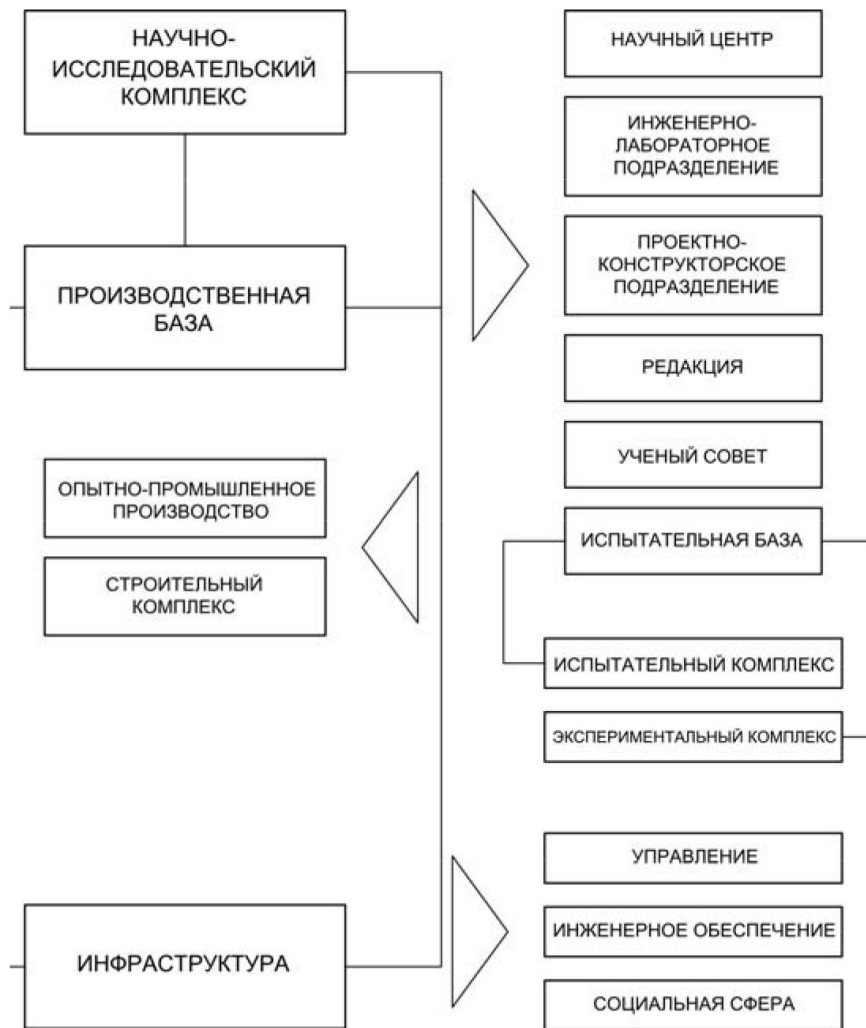 НАУЧНО-
ИССЛЕДОВАТЕЛЬСКИЙ
КОМПЛЕКС
ПРОИЗВОДСТВЕННАЯ
БАЗА
ОПЫТНО-ПРОМЫШЛЕННОЕ
ПРОИЗВОДСТВО
СТРОИТЕЛЬНЫЙ
КОМПЛЕКС
ИНФРАСТРУКТУРА
НАУЧНЫЙ ЦЕНТР
ИНЖЕНЕРНО-
ЛАБОРАТОРНОЕ
ПОДРАЗДЕЛЕНИЕ
ПРОЕКТНО-
КОНСТРУКТОРСКОЕ
ПОДРАЗДЕЛЕНИЕ
РЕДАКЦИЯ
УЧЕНЫЙ СОВЕТ
ИСПЫТАТЕЛЬНАЯ БАЗА
ИСПЫТАТЕЛЬНЫЙ КОМПЛЕКС
ЭКСПЕРИМЕНТАЛЬНЫЙ КОМПЛЕКС
УПРАВЛЕНИЕ
ИНЖЕНЕРНОЕ ОБЕСПЕЧЕНИЕ
СОЦИАЛЬНАЯ СФЕРА